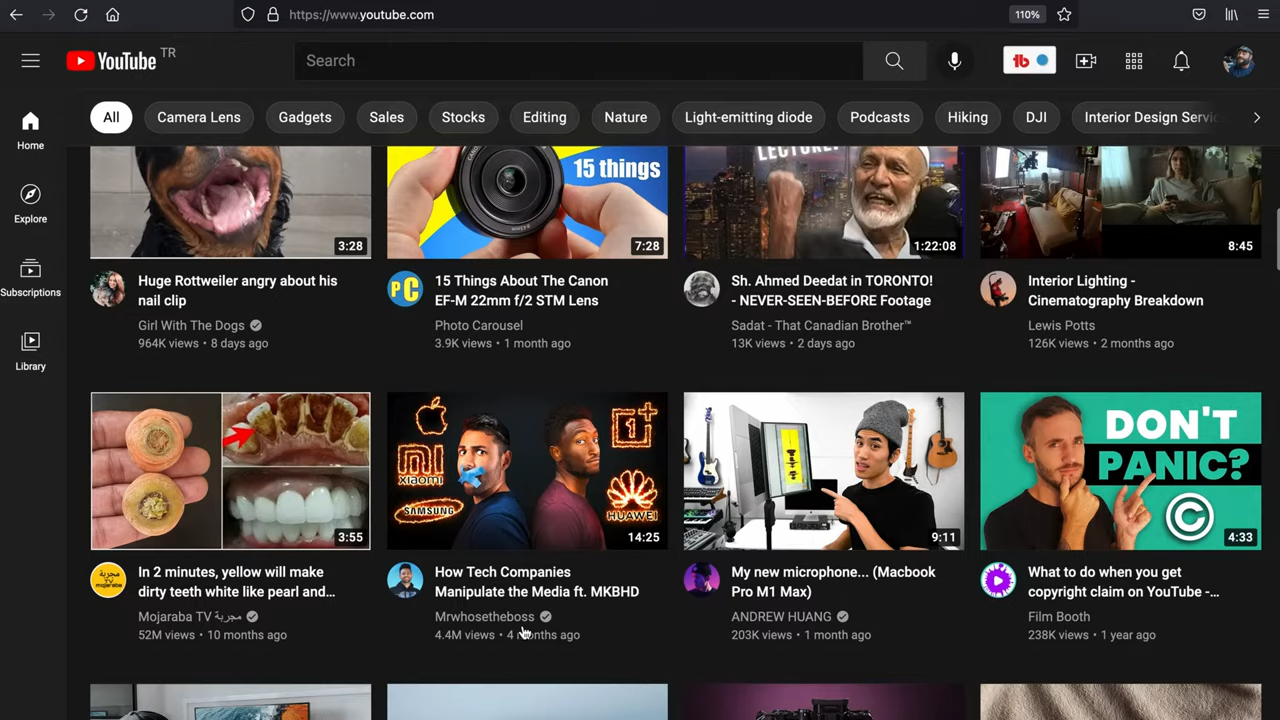 https://www.youtube.com
110%
YouTube TR
Search
All
Camera Lens
Gadgets
Sales
Stocks
Editing
Nature
Light-emitting diode
Podcasts
Hiking
DJI
Interior Design Servic
Home
Explore
Subscriptions
Library
3:28
15 things
7:28
LECTURE
1:22:08
8:45
Huge Rottweiler angry about his
nail clip
Girl With The Dogs
964K views • 8 days ago
PC
15 Things About The Canon
EF-M 22mm f/2 STM Lens
Photo Carousel
3.9K views • 1 month ago
Sh. Ahmed Deedat in TORONTO!
- NEVER-SEEN-BEFORE Footage
Sadat - That Canadian Brother™
13K views • 2 days ago
Interior Lighting -
Cinematography Breakdown
Lewis Potts
126K views • 2 months ago
3:55
mi
XIAOMI
SAMSUNG
1+
HUAWEI
14:25
9:11
DON'T
PANIC?
C
4:33
In 2 minutes, yellow will make
dirty teeth white like pearl and...
Mojaraba TV مجربة
52M views • 10 months ago
How Tech Companies
Manipulate the Media ft. MKBHD
Mrwhosetheboss
4.4M views • 4 months ago
My new microphone... (Macbook
Pro M1 Max)
ANDREW HUANG
203K views • 1 month ago
What to do when you get
copyright claim on YouTube -...
Film Booth
238K views • 1 year ago